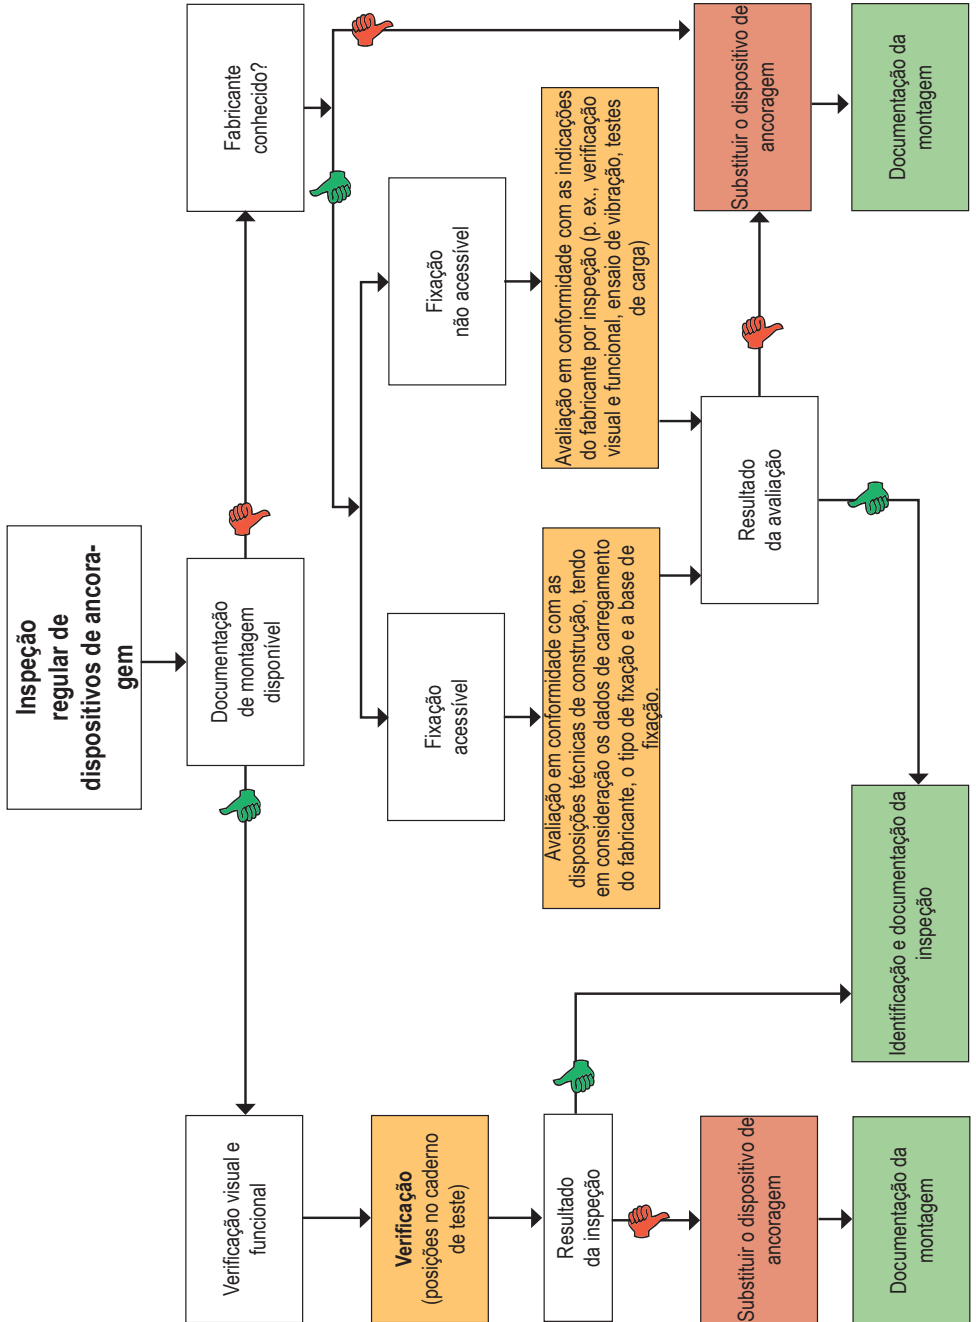 Inspeção
regular de
dispositivos de ancora-
gem
Documentação
de montagem
disponível
Verificação visual e
funcional
Fabricante
conhecido?
Verificação
(posições no caderno
de teste)
Fixação
acessível
Fixação
não acessível
Resultado
da inspeção
Avaliação em conformidade com as
disposições técnicas de construção, tendo
em consideração os dados de carregamento
do fabricante, o tipo de fixação e a base de
fixação.
Avaliação em conformidade com as indicações
do fabricante por inspeção (p. ex., verificação
visual e funcional, ensaio de vibração, testes
de carga)
Substituir o dispositivo de
ancoragem
Resultado
da avaliação
Substituir o dispositivo de
ancoragem
Documentação da
montagem
Identificação e documentação da
inspeção
Documentação da
montagem